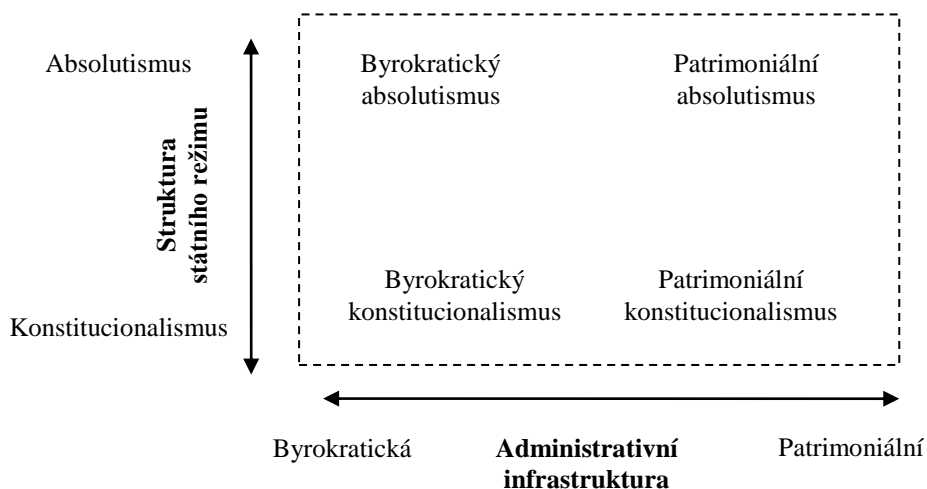 Absolutismus
Byrokratický
absolutismus
Patrimoniální
absolutismus
Struktura
státního režimu
Byrokratický
konstitucionalismus
Patrimoniální
konstitucionalismus
Konstitucionalismus
Byrokratická
Administrativní
infrastruktura
Patrimoniální